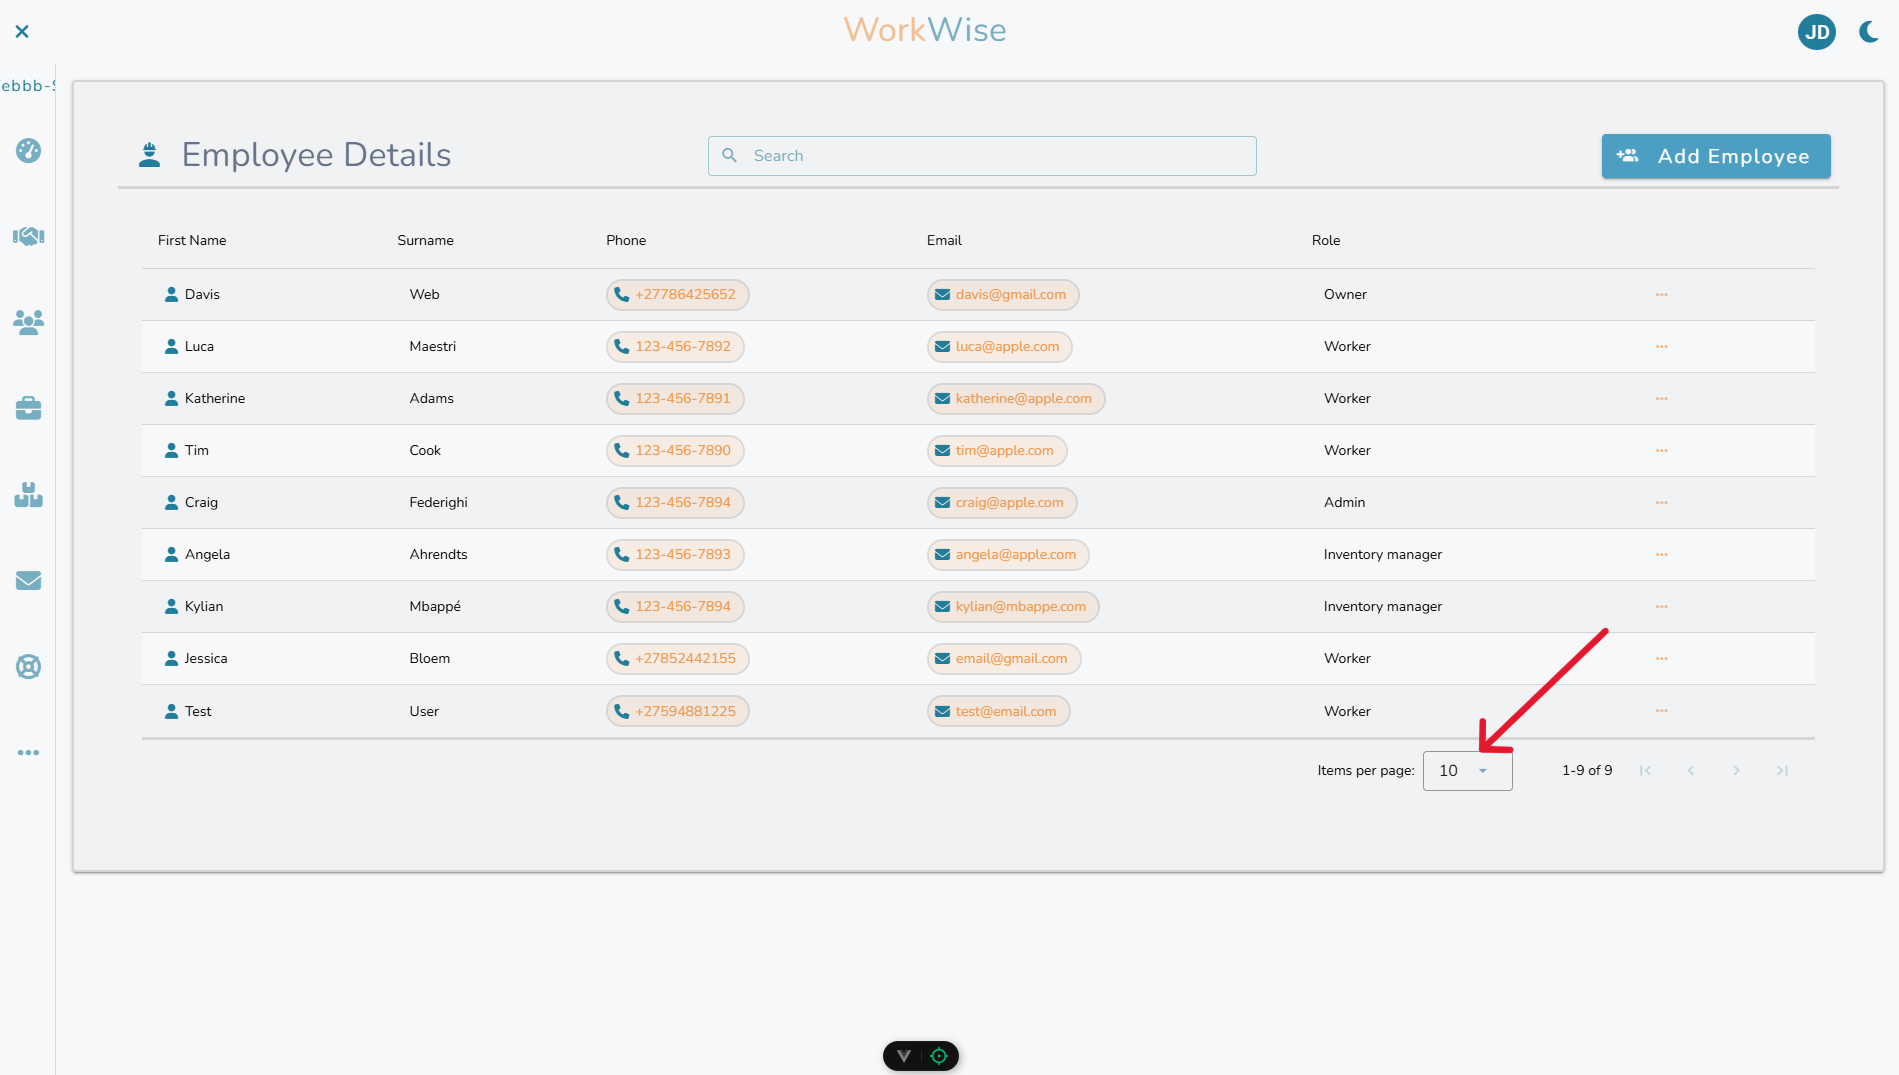 WorkWise
JD
ebbb-S
Employee Details
Search
Add Employee
First Name Surname Phone Email Role
Davis Web +27786425652 davis@gmail.com Owner
Luca Maestri 123-456-7892 luca@apple.com Worker
Katherine Adams 123-456-7891 katherine@apple.com Worker
Tim Cook 123-456-7890 tim@apple.com Worker
Craig Federighi 123-456-7894 craig@apple.com Admin
Angela Ahrendts 123-456-7893 angela@apple.com Inventory manager
Kylian Mbappé 123-456-7894 kylian@mbappe.com Inventory manager
Jessica Bloem +27852442155 email@gmail.com Worker
Test User +27594881225 test@email.com Worker
Items per page: 10 1-9 of 9